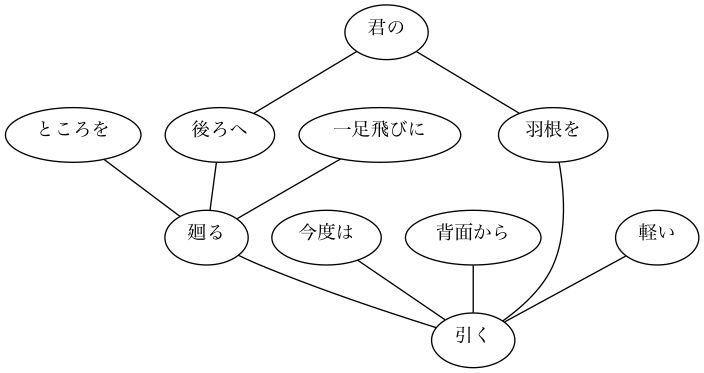 君の
ところを
後ろへ
一足飛びに
羽根を
廻る
今度は
背面から
軽い
引く